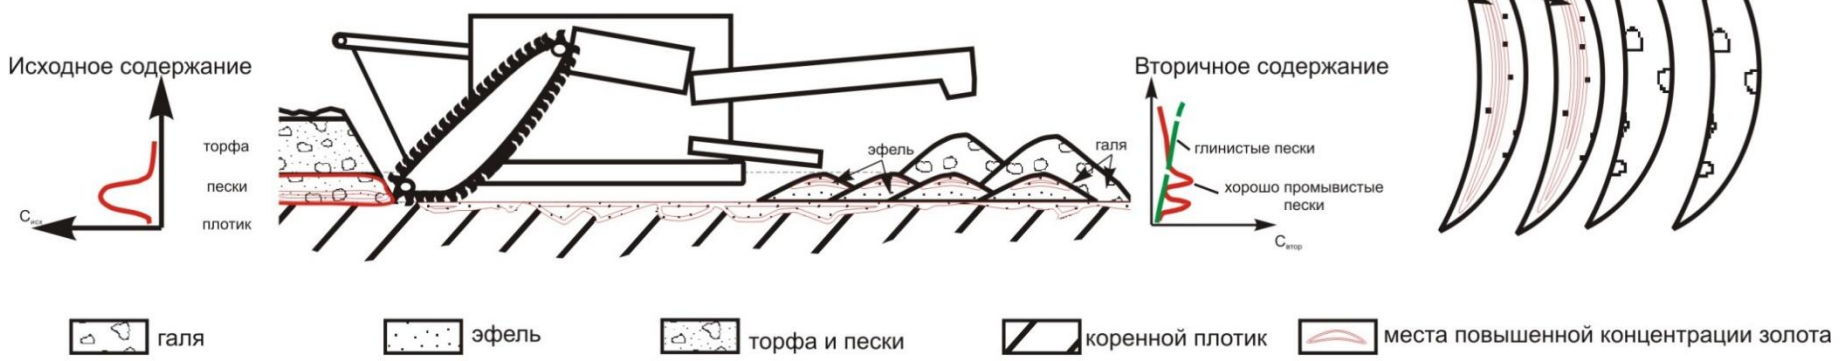 Исходное содержание
торфа
пески
плотик
Сисх
эфель
галя
Вторичное содержание
глинистые пески
хорошо промывистые
пески
Свтор
галя
эфель
торфа и пески
коренной плотик
места повышенной концентрации золота